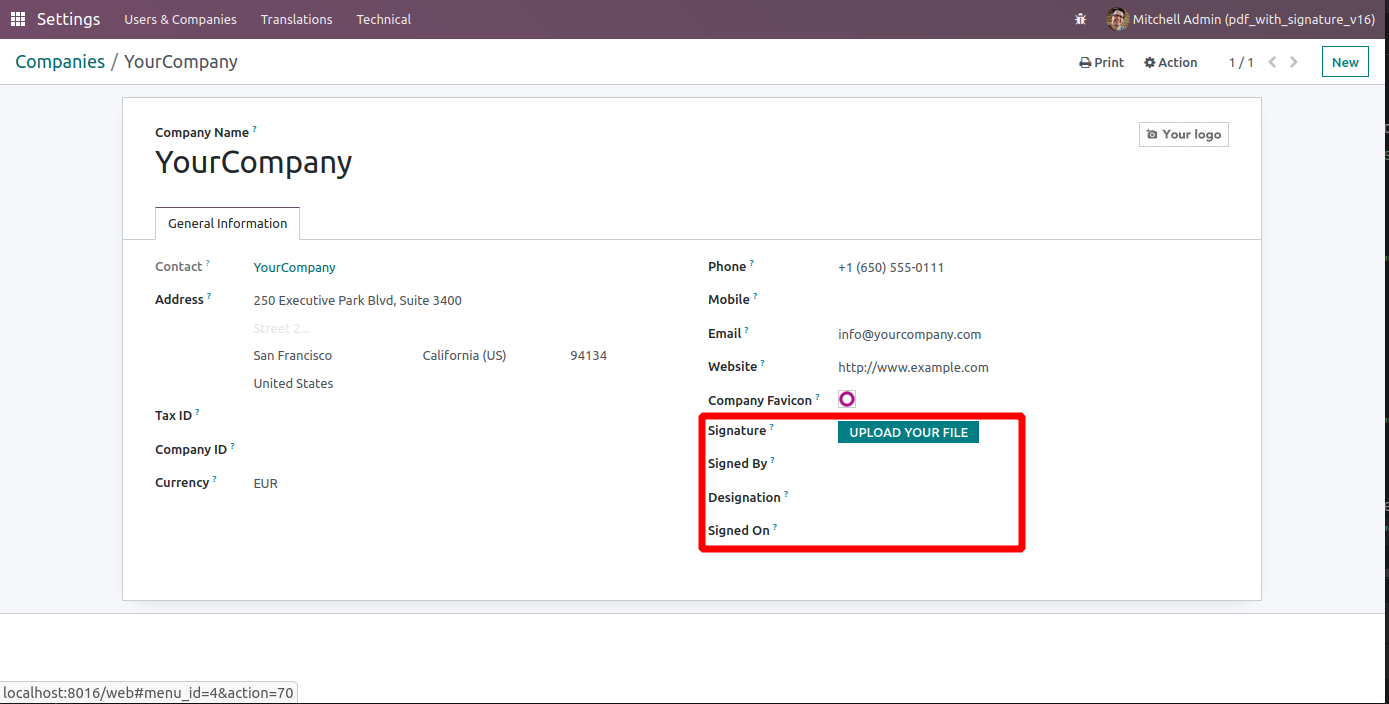 Settings Users & Companies Translations Technical Mitchell Admin (pdf_with_signature_v16)
Companies / YourCompany Print Action 1 / 1 New
Company Name ?
YourCompany
Your logo
General Information
Contact ? YourCompany
Address ? 250 Executive Park Blvd, Suite 3400
Street 2...
San Francisco California (US) 94134
United States
Tax ID ?
Company ID ?
Currency ? EUR
Phone ? +1 (650) 555-0111
Mobile ?
Email ? info@yourcompany.com
Website ? http://www.example.com
Company Favicon ?
Signature ? UPLOAD YOUR FILE
Signed By ?
Designation ?
Signed On ?
localhost:8016/web#menu_id=4&action=70